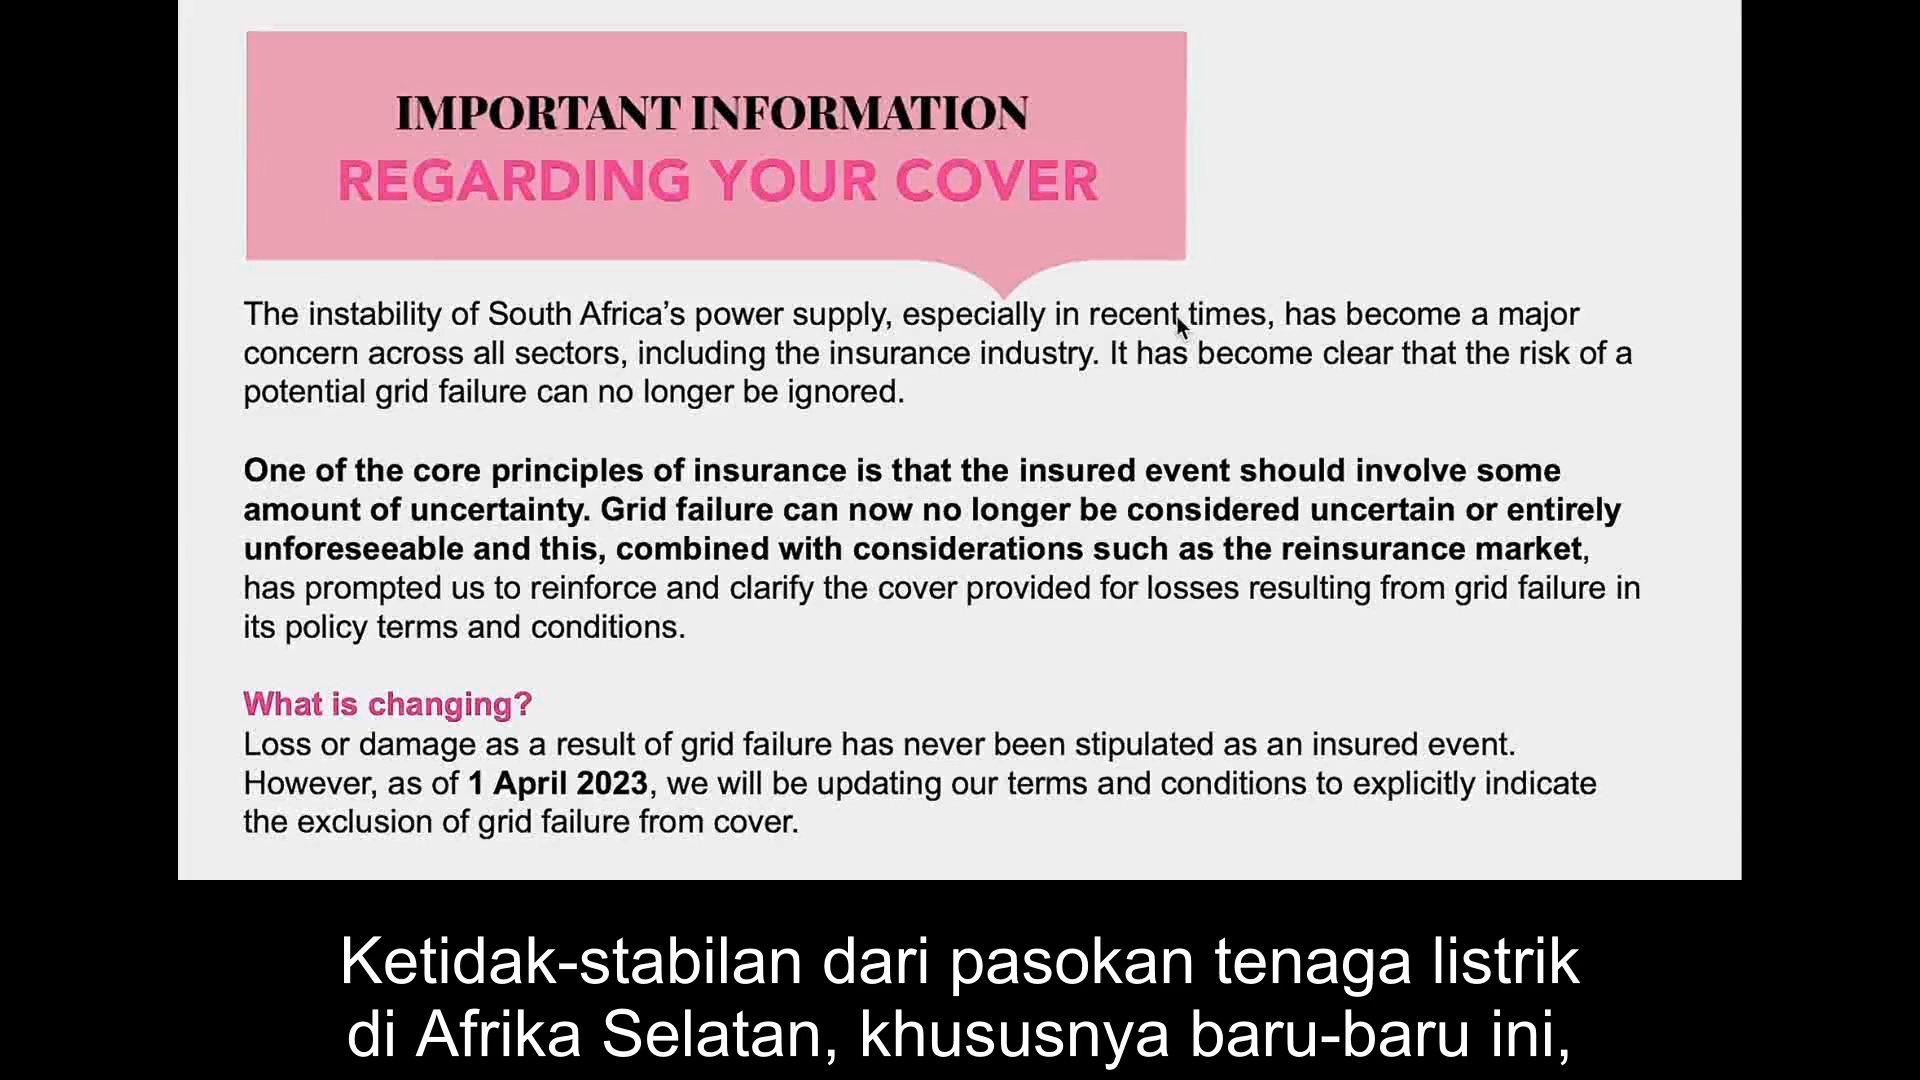 IMPORTANT INFORMATION
REGARDING YOUR COVER
The instability of South Africa’s power supply, especially in recent times, has become a major
concern across all sectors, including the insurance industry. It has become clear that the risk of a
potential grid failure can no longer be ignored.
One of the core principles of insurance is that the insured event should involve some
amount of uncertainty. Grid failure can now no longer be considered uncertain or entirely
unforeseeable and this, combined with considerations such as the reinsurance market,
has prompted us to reinforce and clarify the cover provided for losses resulting from grid failure in
its policy terms and conditions.
What is changing?
Loss or damage as a result of grid failure has never been stipulated as an insured event.
However, as of 1 April 2023, we will be updating our terms and conditions to explicitly indicate
the exclusion of grid failure from cover.
Ketidak-stabilan dari pasokan tenaga listrik
di Afrika Selatan, khususnya baru-baru ini,